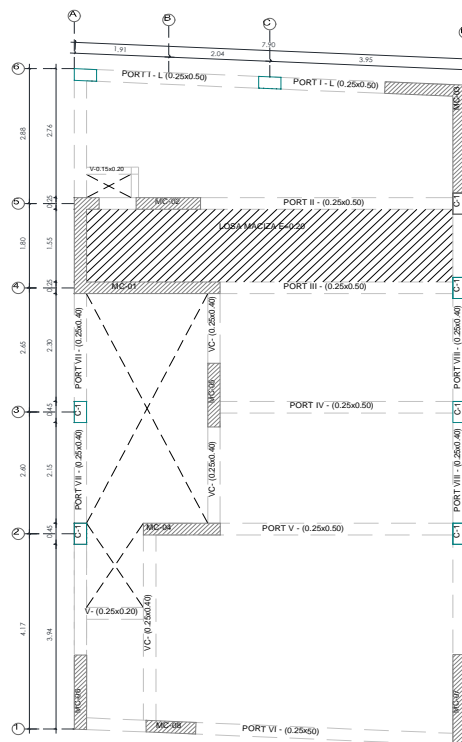 A
B
C
7.90
1.91
2.04
3.95
6
PORT I - L (0.25x0.50)
PORT I - L (0.25x0.50)
MC-03
2.88
2.76
V-0.15x0.20
5
0.25
MC-02
PORT II - (0.25x0.50)
C-1
LOSA MACIZA E=0.20
1.80
1.55
4
0.25
MC-01
PORT III - (0.25x0.50)
C-1
2.65
2.30
PORT VII - (0.25x0.40)
VC- (0.25x0.40)
PORT VIII - (0.25x0.40)
MC-05
3
0.45
C-1
PORT IV - (0.25x0.50)
C-1
2.60
2.15
PORT VII - (0.25x0.40)
VC- (0.25x0.40)
PORT VIII - (0.25x0.40)
2
0.45
C-1
MC-04
PORT V - (0.25x0.50)
C-1
V- (0.25x0.20)
VC- (0.25x0.40)
4.17
3.94
MC-06
MC-07
1
MC-08
PORT VI - (0.25x50)